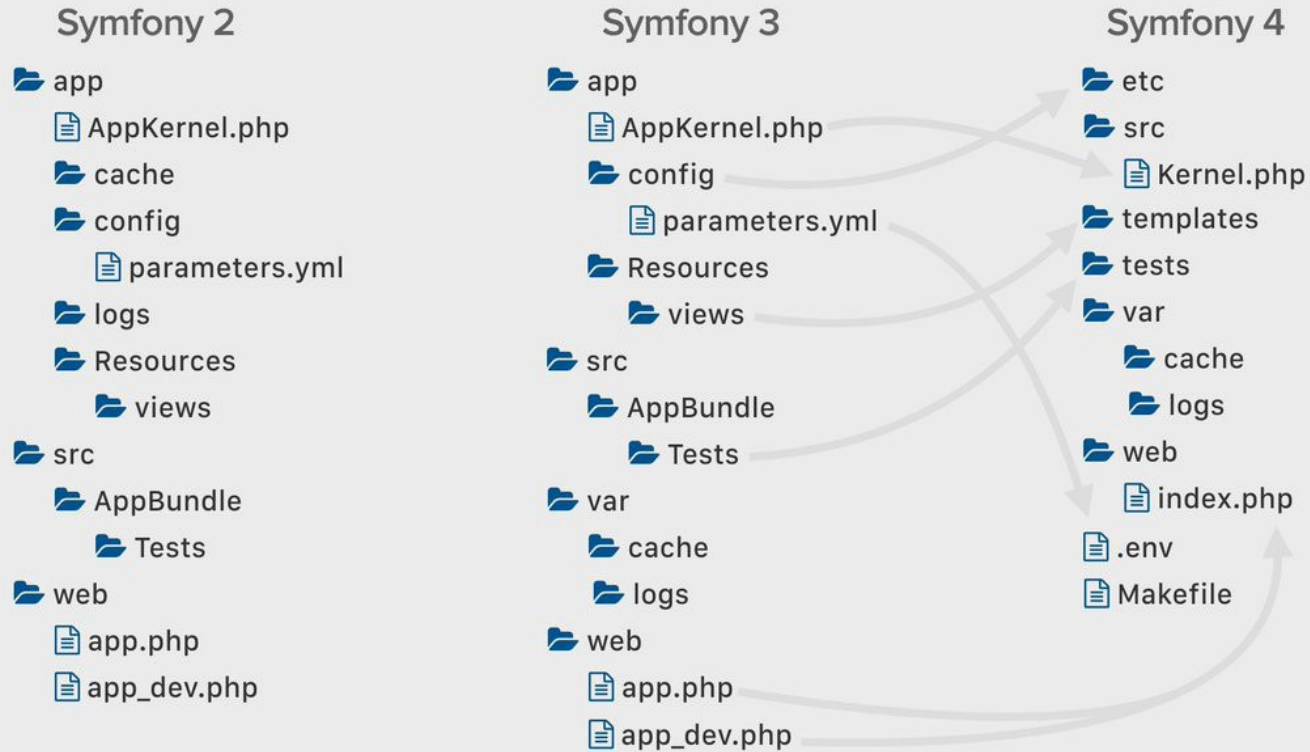 Symfony 2
app
AppKernel.php
cache
config
parameters.yml
logs
Resources
views
src
AppBundle
Tests
web
app.php
app_dev.php
Symfony 3
app
AppKernel.php
config
parameters.yml
Resources
views
src
AppBundle
Tests
var
cache
logs
web
app.php
app_dev.php
Symfony 4
etc
src
Kernel.php
templates
tests
var
cache
logs
web
index.php
.env
Makefile